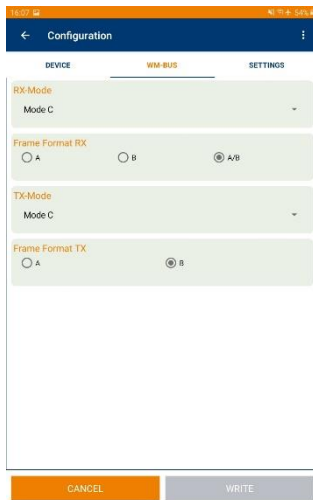 16:07 54%
Configuration
DEVICE WM-BUS SETTINGS
RX-Mode
Mode C
Frame Format RX
A B A/B
TX-Mode
Mode C
Frame Format TX
A B
CANCEL WRITE